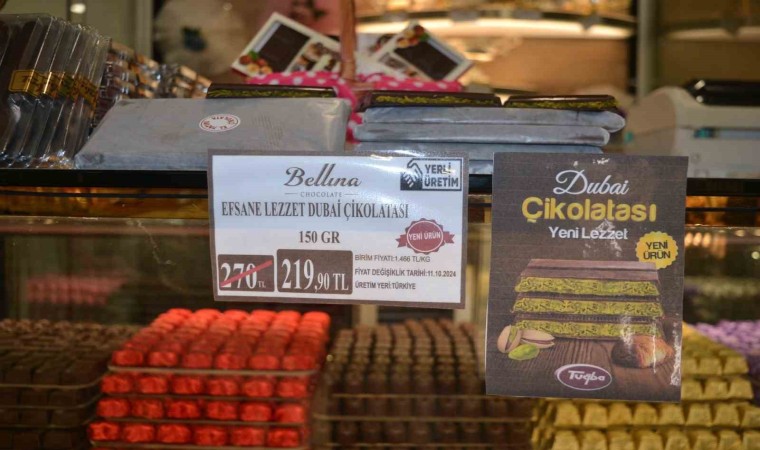 Bellina
CHOCOLATE
YERLİ
ÜRETİM
EFSANE LEZZET DUBAİ ÇİKOLATASI
150 GR
YENİ ÜRÜN
270 TL
219,90 TL
BİRİM FİYATI: 1.466 TL/KG
FİYAT DEĞİŞİKLİK TARİHİ:11.10.2024
ÜRETİM YERİ:TÜRKİYE
Dubai
Çikolatası
Yeni Lezzet
YENİ
ÜRÜN
Tuğba